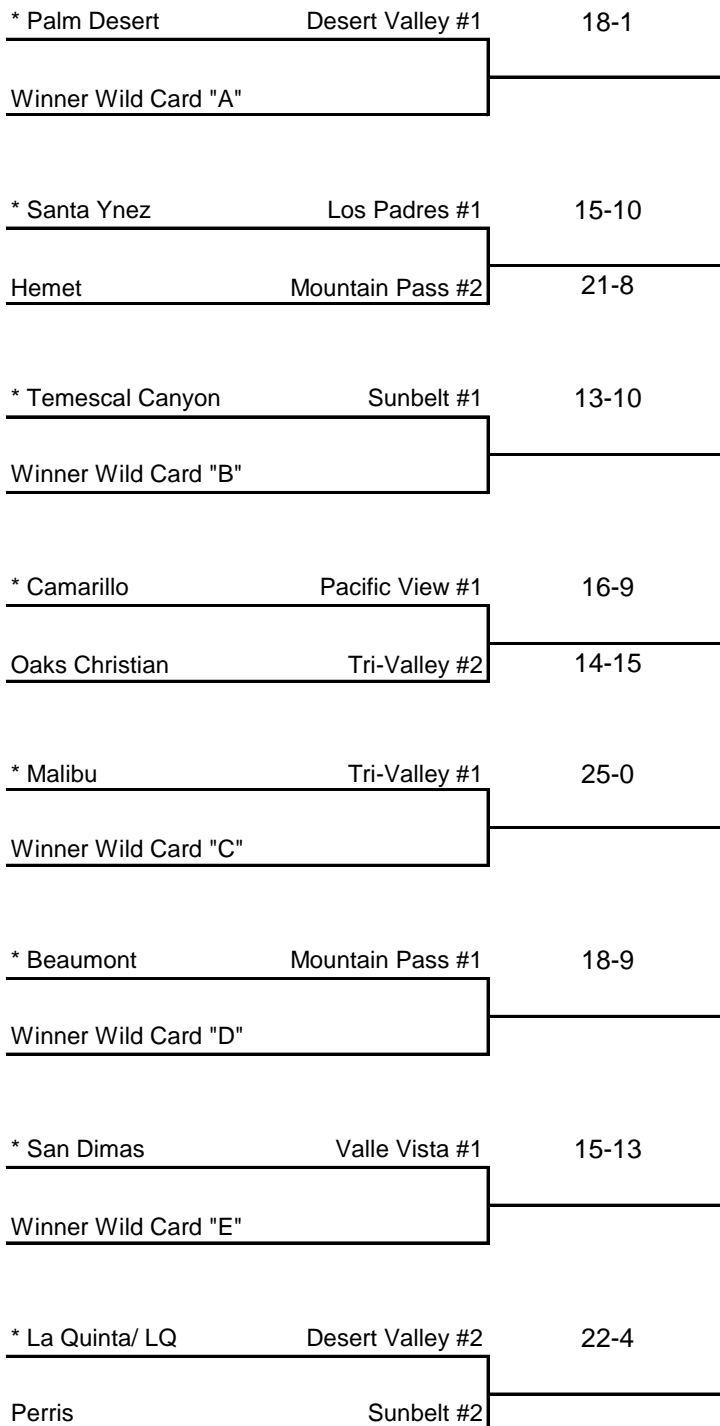 * Palm Desert Desert Valley #1 18-1
Winner Wild Card "A"
* Santa Ynez Los Padres #1 15-10
Hemet Mountain Pass #2 21-8
* Temescal Canyon Sunbelt #1 13-10
Winner Wild Card "B"
* Camarillo Pacific View #1 16-9
Oaks Christian Tri-Valley #2 14-15
* Malibu Tri-Valley #1 25-0
Winner Wild Card "C"
* Beaumont Mountain Pass #1 18-9
Winner Wild Card "D"
* San Dimas Valle Vista #1 15-13
Winner Wild Card "E"
* La Quinta/ LQ Desert Valley #2 22-4
Perris Sunbelt #2